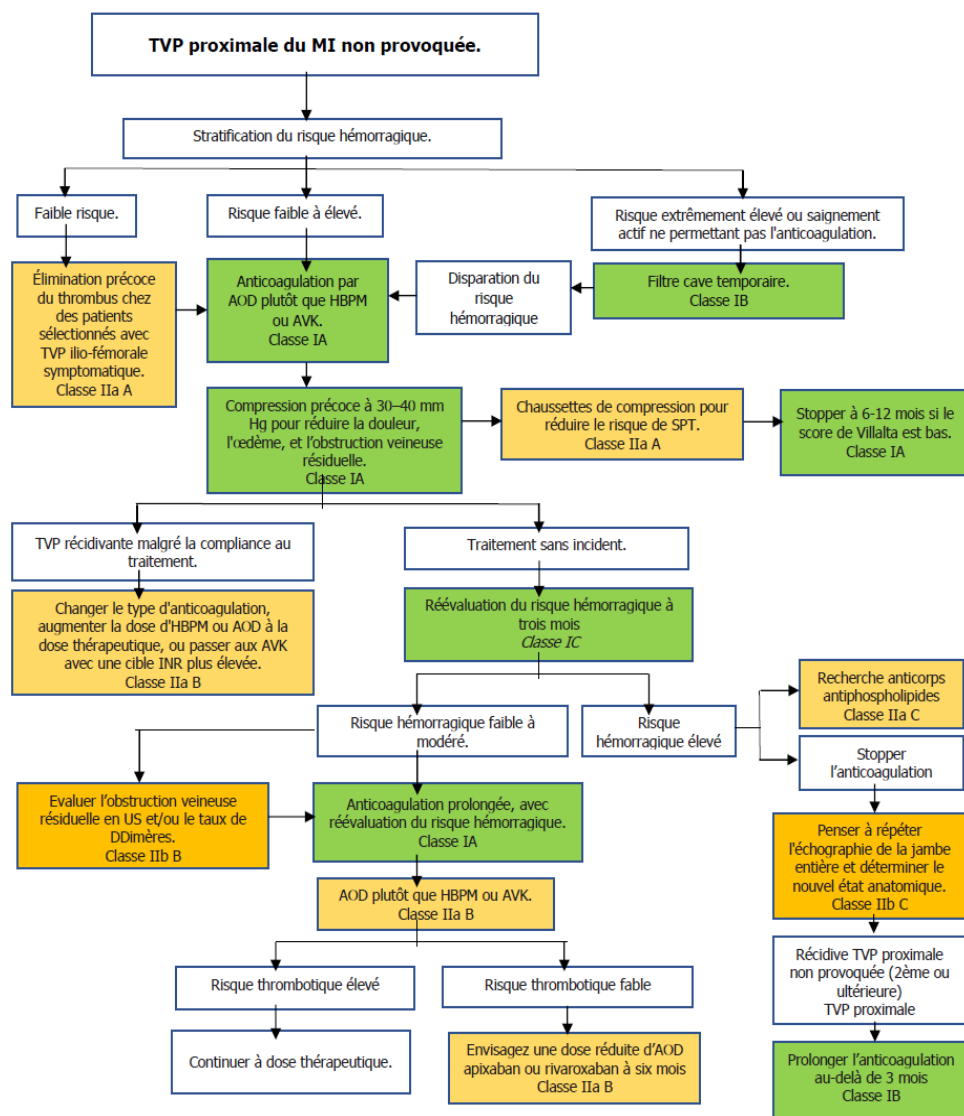 TVP proximale du MI non provoquée.
Stratification du risque hémorragique.
Faible risque.
Risque faible à élevé.
Risque extrêmement élevé ou saignement
actif ne permettant pas l'anticoagulation.
Élimination précoce
du thrombus chez
des patients
sélectionnés avec
TVP ilio-fémorale
symptomatique.
Classe IIa A
Anticoagulation par
AOD plutôt que HBPM
ou AVK.
Classe IA
Disparation du
risque
hémorragique
Filtre cave temporaire.
Classe IB
Compression précoce à 30–40 mm
Hg pour réduire la douleur,
l'œdème, et l'obstruction veineuse
résiduelle.
Classe IA
Chaussettes de compression pour
réduire le risque de SPT.
Classe IIa A
Stopper à 6-12 mois si le
score de Villalta est bas.
Classe IA
TVP récidivante malgré la compliance au
traitement.
Traitement sans incident.
Changer le type d'anticoagulation,
augmenter la dose d'HBPM ou AOD à la
dose thérapeutique, ou passer aux AVK
avec une cible INR plus élevée.
Classe IIa B
Réévaluation du risque hémorragique à
trois mois
Classe IC
Recherche anticorps
antiphospholipides
Classe IIa C
Risque hémorragique faible à
modéré.
Risque
hémorragique élevé
Stopper
l'anticoagulation
Evaluer l'obstruction veineuse
résiduelle en US et/ou le taux de
DDimères.
Classe IIb B
Anticoagulation prolongée, avec
réévaluation du risque hémorragique.
Classe IA
Penser à répéter
l'échographie de la jambe
entière et déterminer le
nouvel état anatomique.
Classe IIb C
AOD plutôt que HBPM ou AVK.
Classe IIa B
Risque thrombotique élevé
Risque thrombotique fable
Récidive TVP proximale
non provoquée (2ème ou
ultérieure)
TVP proximale
Continuer à dose thérapeutique.
Envisagez une dose réduite d'AOD
apixaban ou rivaroxaban à six mois
Classe IIa B
Prolonger l'anticoagulation
au-delà de 3 mois
Classe IB